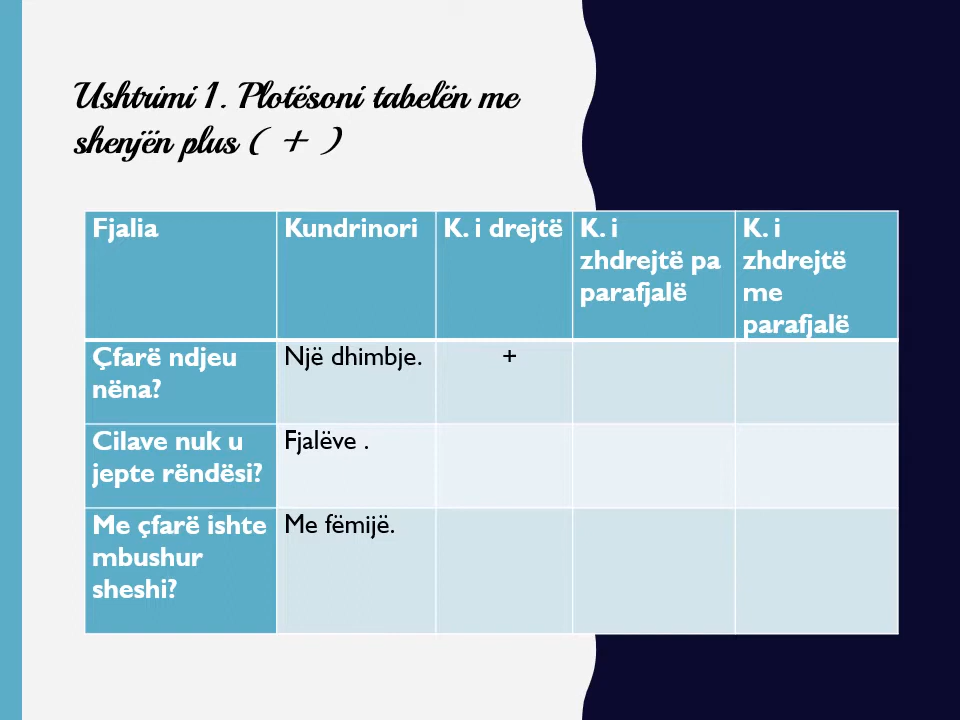 Ushtrimi 1. Plotësoni tabelën me
shenjën plus ( + )
Fjalia
Kundrinori
K. i drejtë
K. i
zhdrejtë pa
parafjalë
K. i
zhdrejtë
me
parafjalë
Çfarë ndjeu
nëna?
Një dhimbje.
+
Cilave nuk u
jepte rëndësi?
Fjalëve .
Me çfarë ishte
mbushur
sheshi?
Me fëmijë.